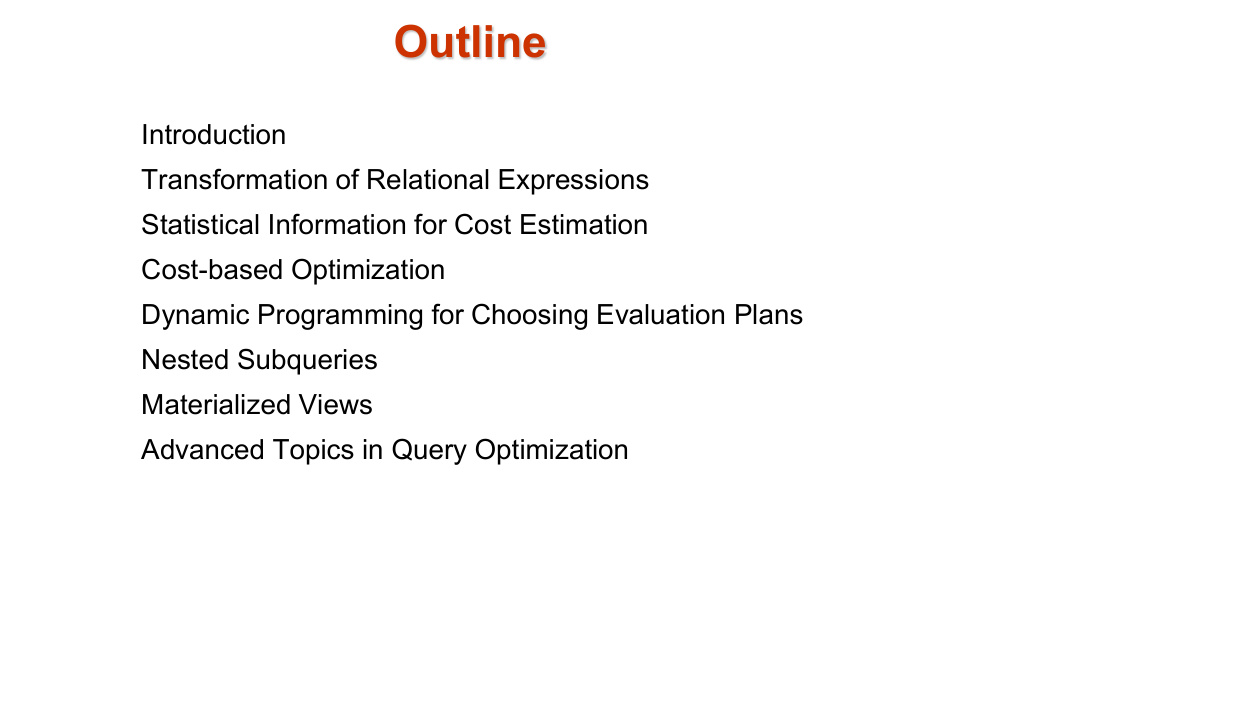 Outline
Introduction
Transformation of Relational Expressions
Statistical Information for Cost Estimation
Cost-based Optimization
Dynamic Programming for Choosing Evaluation Plans
Nested Subqueries
Materialized Views
Advanced Topics in Query Optimization